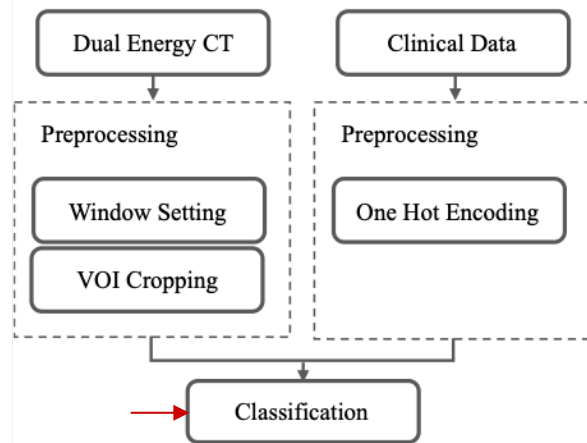 Dual Energy CT
Clinical Data
Preprocessing
Window Setting
VOI Cropping
Preprocessing
One Hot Encoding
Classification